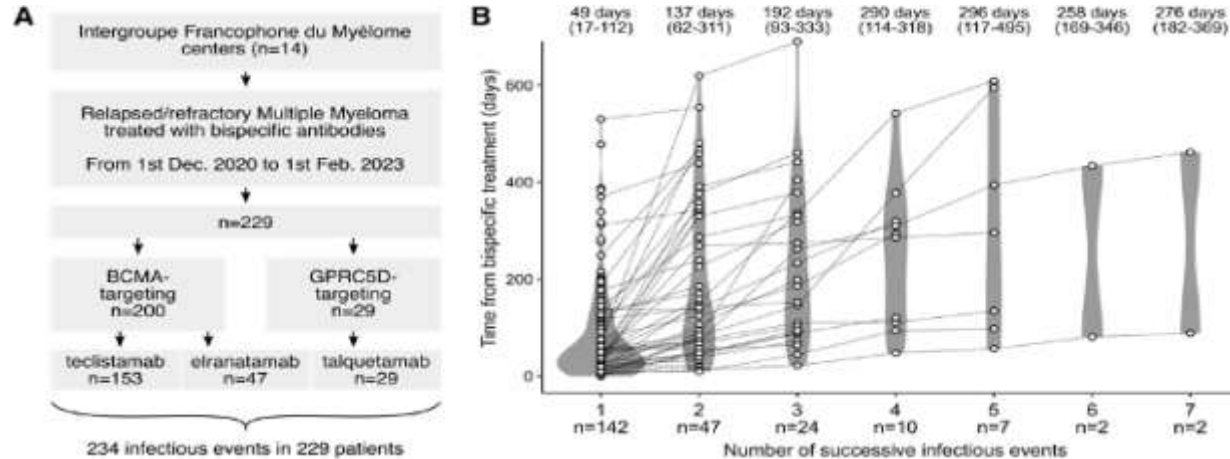 A
Intergroupe Francophone du Myélome
centers (n=14)
Relapsed/refractory Multiple Myeloma
treated with bispecific antibodies
From 1st Dec. 2020 to 1st Feb. 2023
n=229
BCMA-
targeting
n=200
GPRC5D-
targeting
n=29
teclistamab
n=153
elranatamab
n=47
talquetamab
n=29
234 infectious events in 229 patients
B
49 days 137 days 192 days 290 days 296 days 258 days 276 days
(17-112) (62-311) (93-333) (114-318) (117-495) (169-346) (182-369)
Time from bispecific treatment (days)
600
400
200
0
1 2 3 4 5 6 7
n=142 n=47 n=24 n=10 n=7 n=2 n=2
Number of successive infectious events